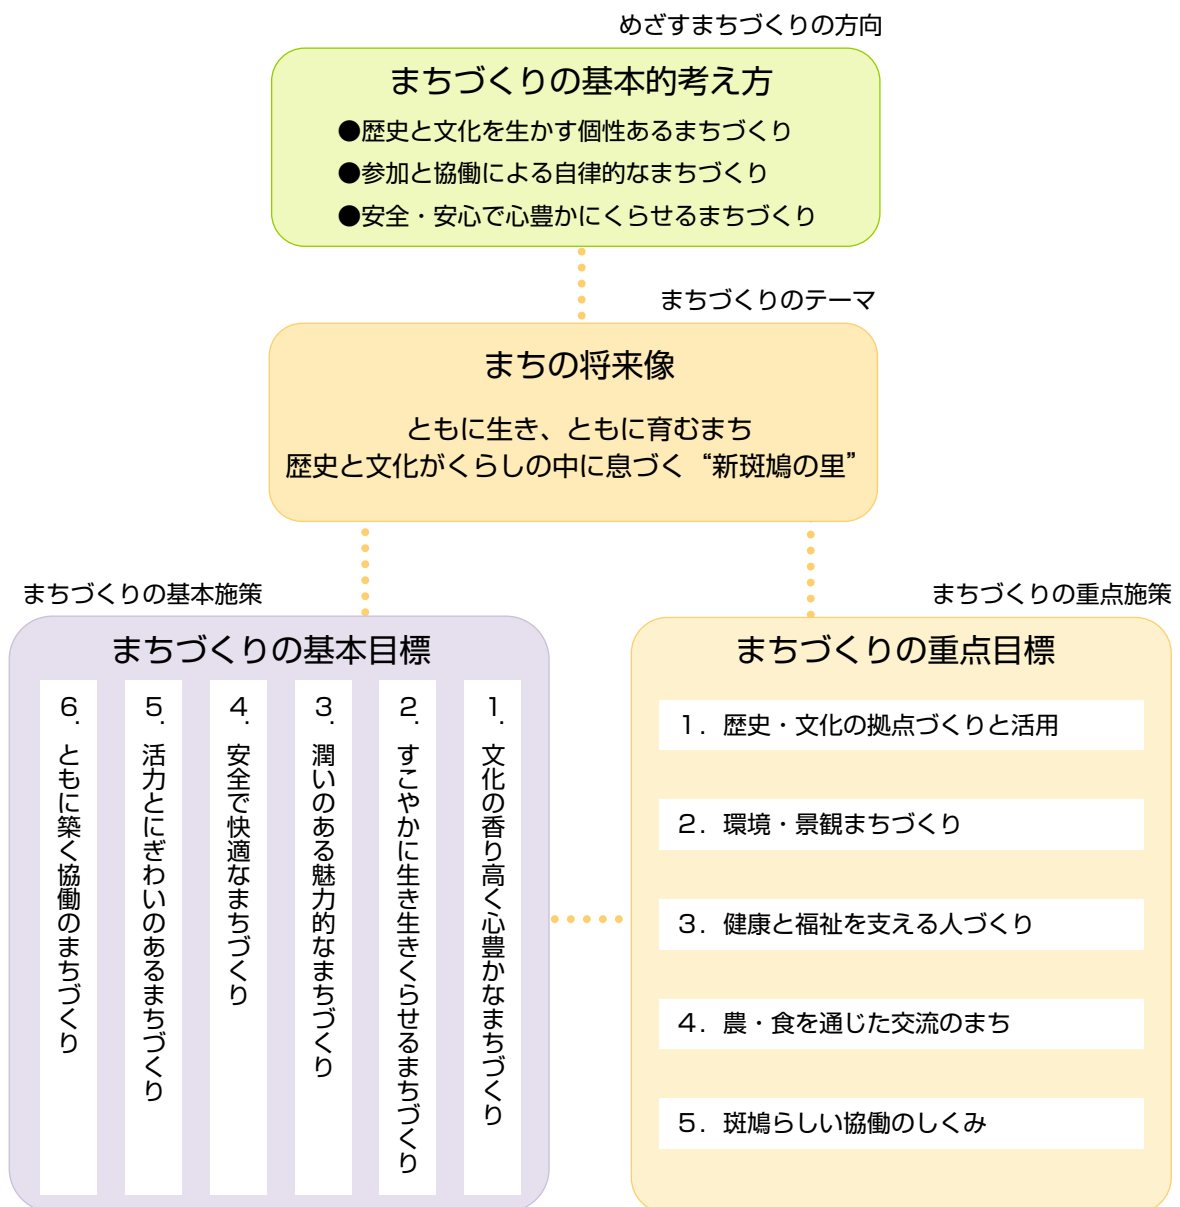 めざすまちづくりの方向
まちづくりの基本的考え方
●歴史と文化を生かす個性あるまちづくり
●参加と協働による自律的なまちづくり
●安全・安心で心豊かにくらせるまちづくり
まちづくりのテーマ
まちの将来像
ともに生き、ともに育むまち
歴史と文化がくらしの中に息づく“新斑鳩の里”
まちづくりの基本施策
まちづくりの基本目標
１．文化の香り高く心豊かなまちづくり
２．すこやかに生き生きくらせるまちづくり
３．潤いのある魅力的なまちづくり
４．安全で快適なまちづくり
５．活力とにぎわいのあるまちづくり
６．ともに築く協働のまちづくり
まちづくりの重点施策
まちづくりの重点目標
１．歴史・文化の拠点づくりと活用
２．環境・景観まちづくり
３．健康と福祉を支える人づくり
４．農・食を通じた交流のまち
５．斑鳩らしい協働のしくみ